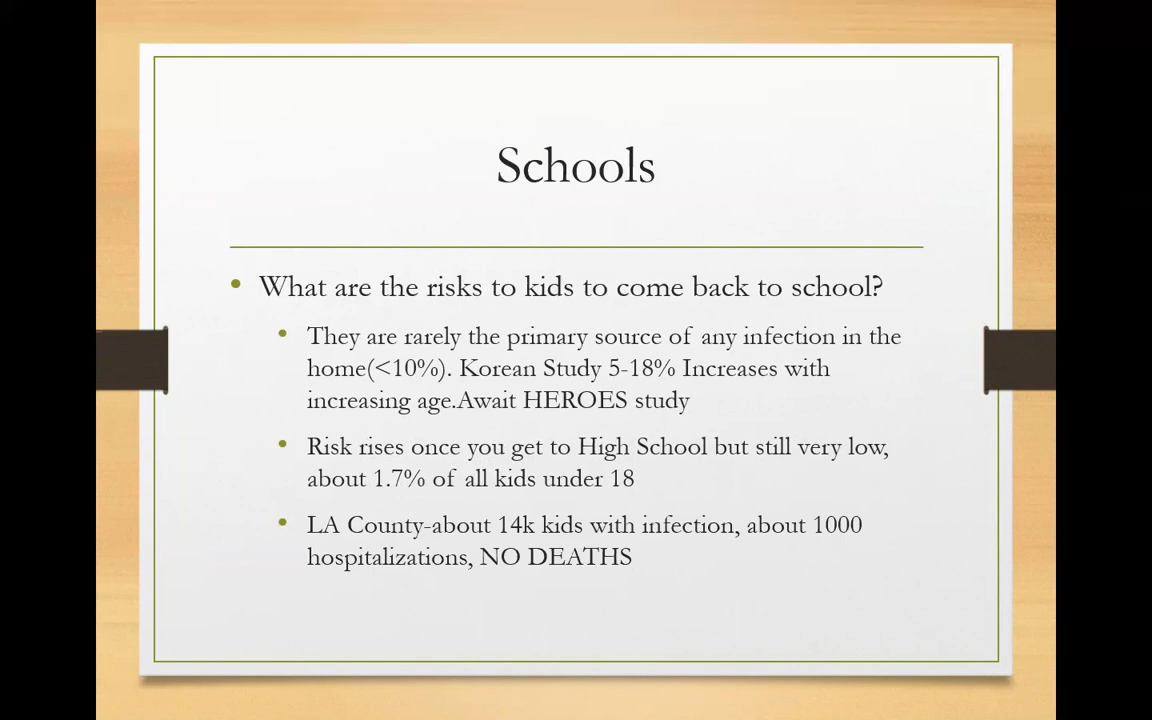 Schools
• What are the risks to kids to come back to school?
• They are rarely the primary source of any infection in the
home(<10%). Korean Study 5-18% Increases with
increasing age.Await HEROES study
• Risk rises once you get to High School but still very low,
about 1.7% of all kids under 18
• LA County-about 14k kids with infection, about 1000
hospitalizations, NO DEATHS